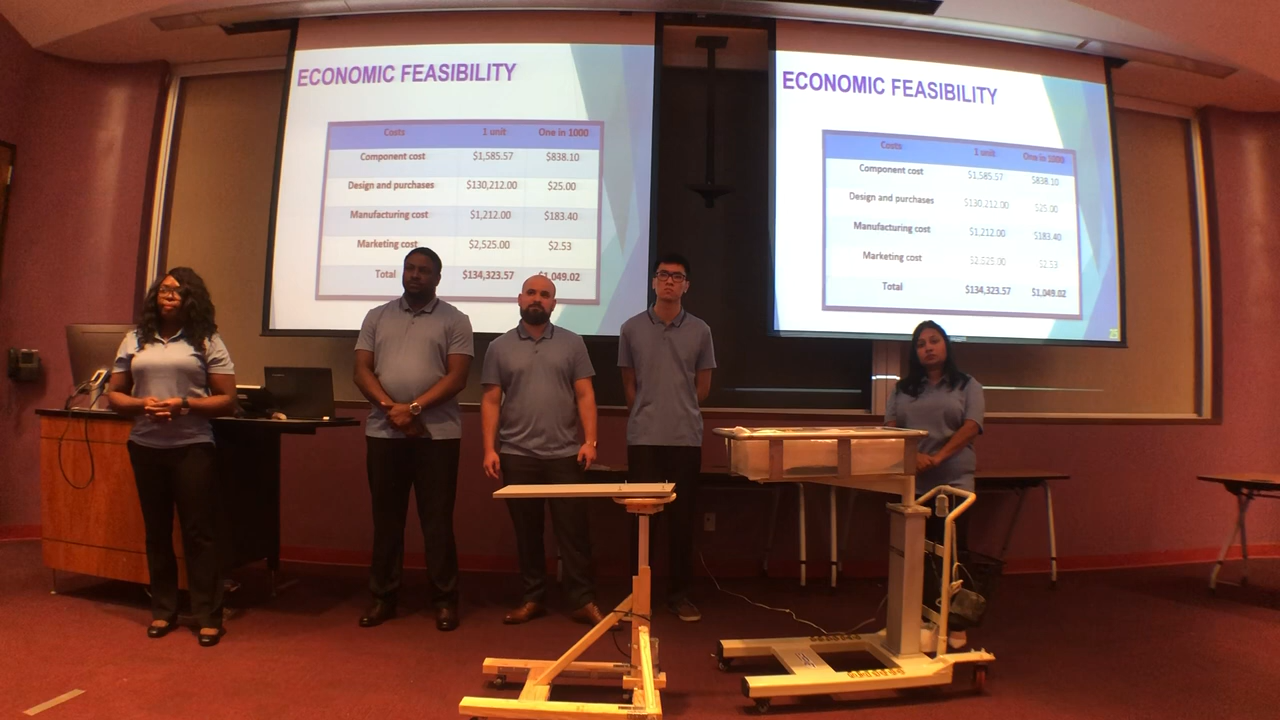 ECONOMIC FEASIBILITY
Costs 1 unit One in 1000
Component cost $1,585.57 $838.10
Design and purchases $130,212.00 $25.00
Manufacturing cost $1,212.00 $183.40
Marketing cost $2,525.00 $2.53
Total $134,323.57 $1,049.02
ECONOMIC FEASIBILITY
Costs 1 unit One in 1000
Component cost $1,585.57 $838.10
Design and purchases $130,212.00 $25.00
Manufacturing cost $1,212.00 $183.40
Marketing cost $2,525.00 $2.53
Total $134,323.57 $1,049.02
25